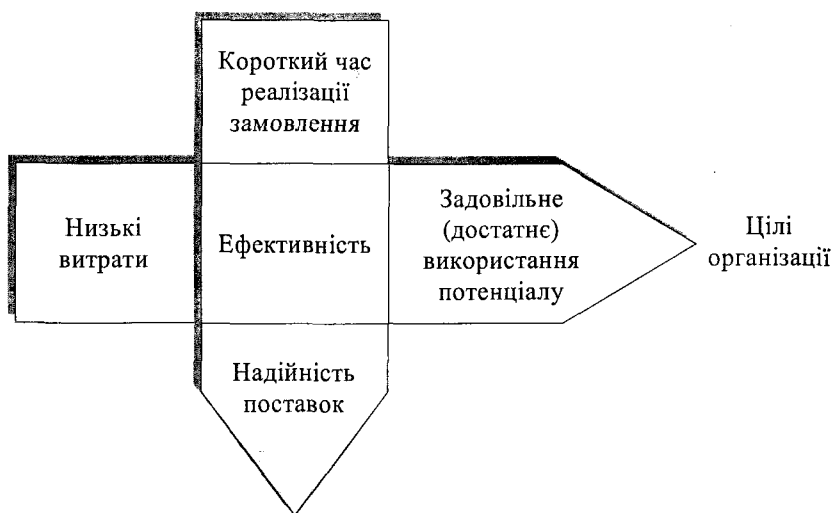 Короткий час
реалізації
замовлення
Низькі
витрати
Ефективність
Задовільне
(достатнє)
використання
потенціалу
Цілі
організації
Надійність
поставок